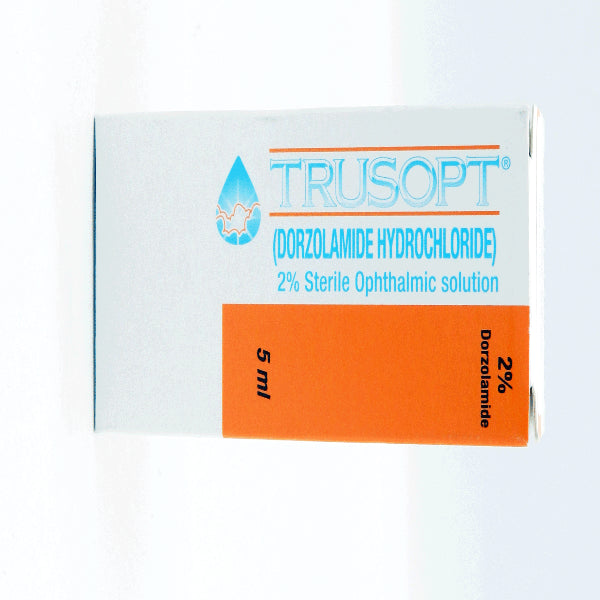 TRUSOPT®
(DORZOLAMIDE HYDROCHLORIDE)
2% Sterile Ophthalmic solution
5 ml
2%
Dorzolamide